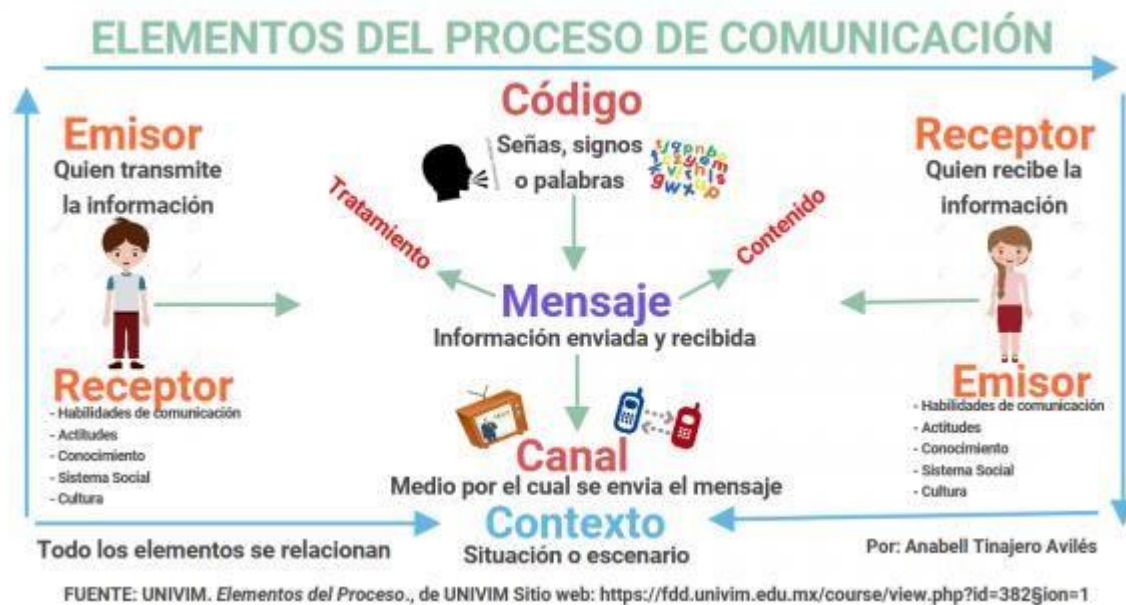 ELEMENTOS DEL PROCESO DE COMUNICACIÓN
Emisor
Quien transmite
la información
Receptor
- Habilidades de comunicación
- Actitudes
- Conocimiento
- Sistema Social
- Cultura
Código
Señas, signos
o palabras
Tratamiento
Contenido
Mensaje
Información enviada y recibida
Canal
Medio por el cual se envia el mensaje
Contexto
Situación o escenario
Receptor
Quien recibe la
información
Emisor
- Habilidades de comunicación
- Actitudes
- Conocimiento
- Sistema Social
- Cultura
Todo los elementos se relacionan
Por: Anabell Tinajero Avilés
FUENTE: UNIVIM. Elementos del Proceso., de UNIVIM Sitio web: https://fdd.univim.edu.mx/course/view.php?id=382§ion=1